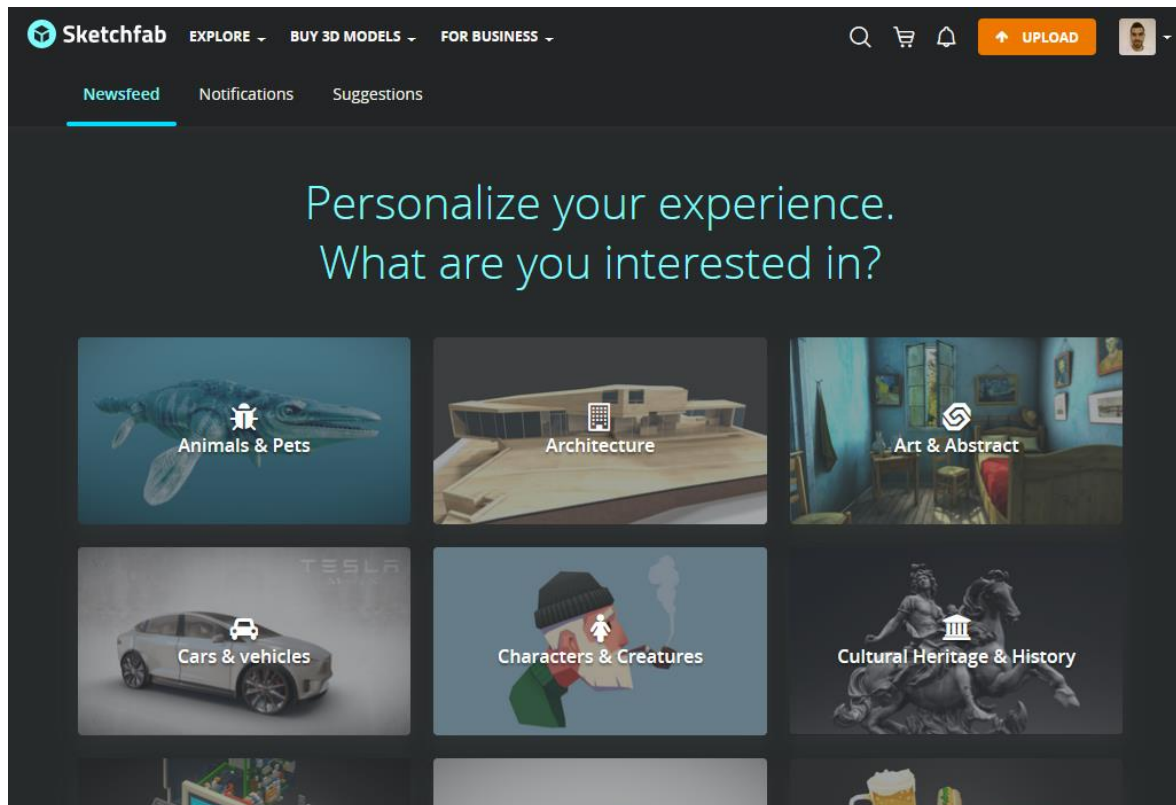 Sketchfab EXPLORE BUY 3D MODELS FOR BUSINESS UPLOAD
Newsfeed Notifications Suggestions
Personalize your experience.
What are you interested in?
Animals & Pets
Architecture
Art & Abstract
TESLA
Cars & vehicles
Characters & Creatures
Cultural Heritage & History